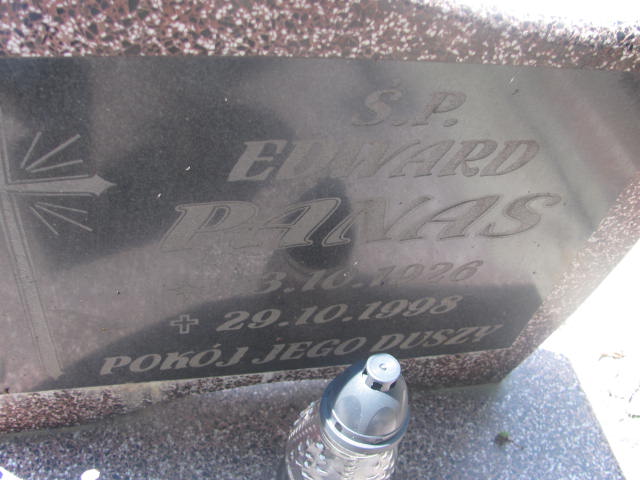 Ś.P.
EDWARD
PANAS
3.10.1926
29.10.1998
POKÓJ JEGO DUSZY